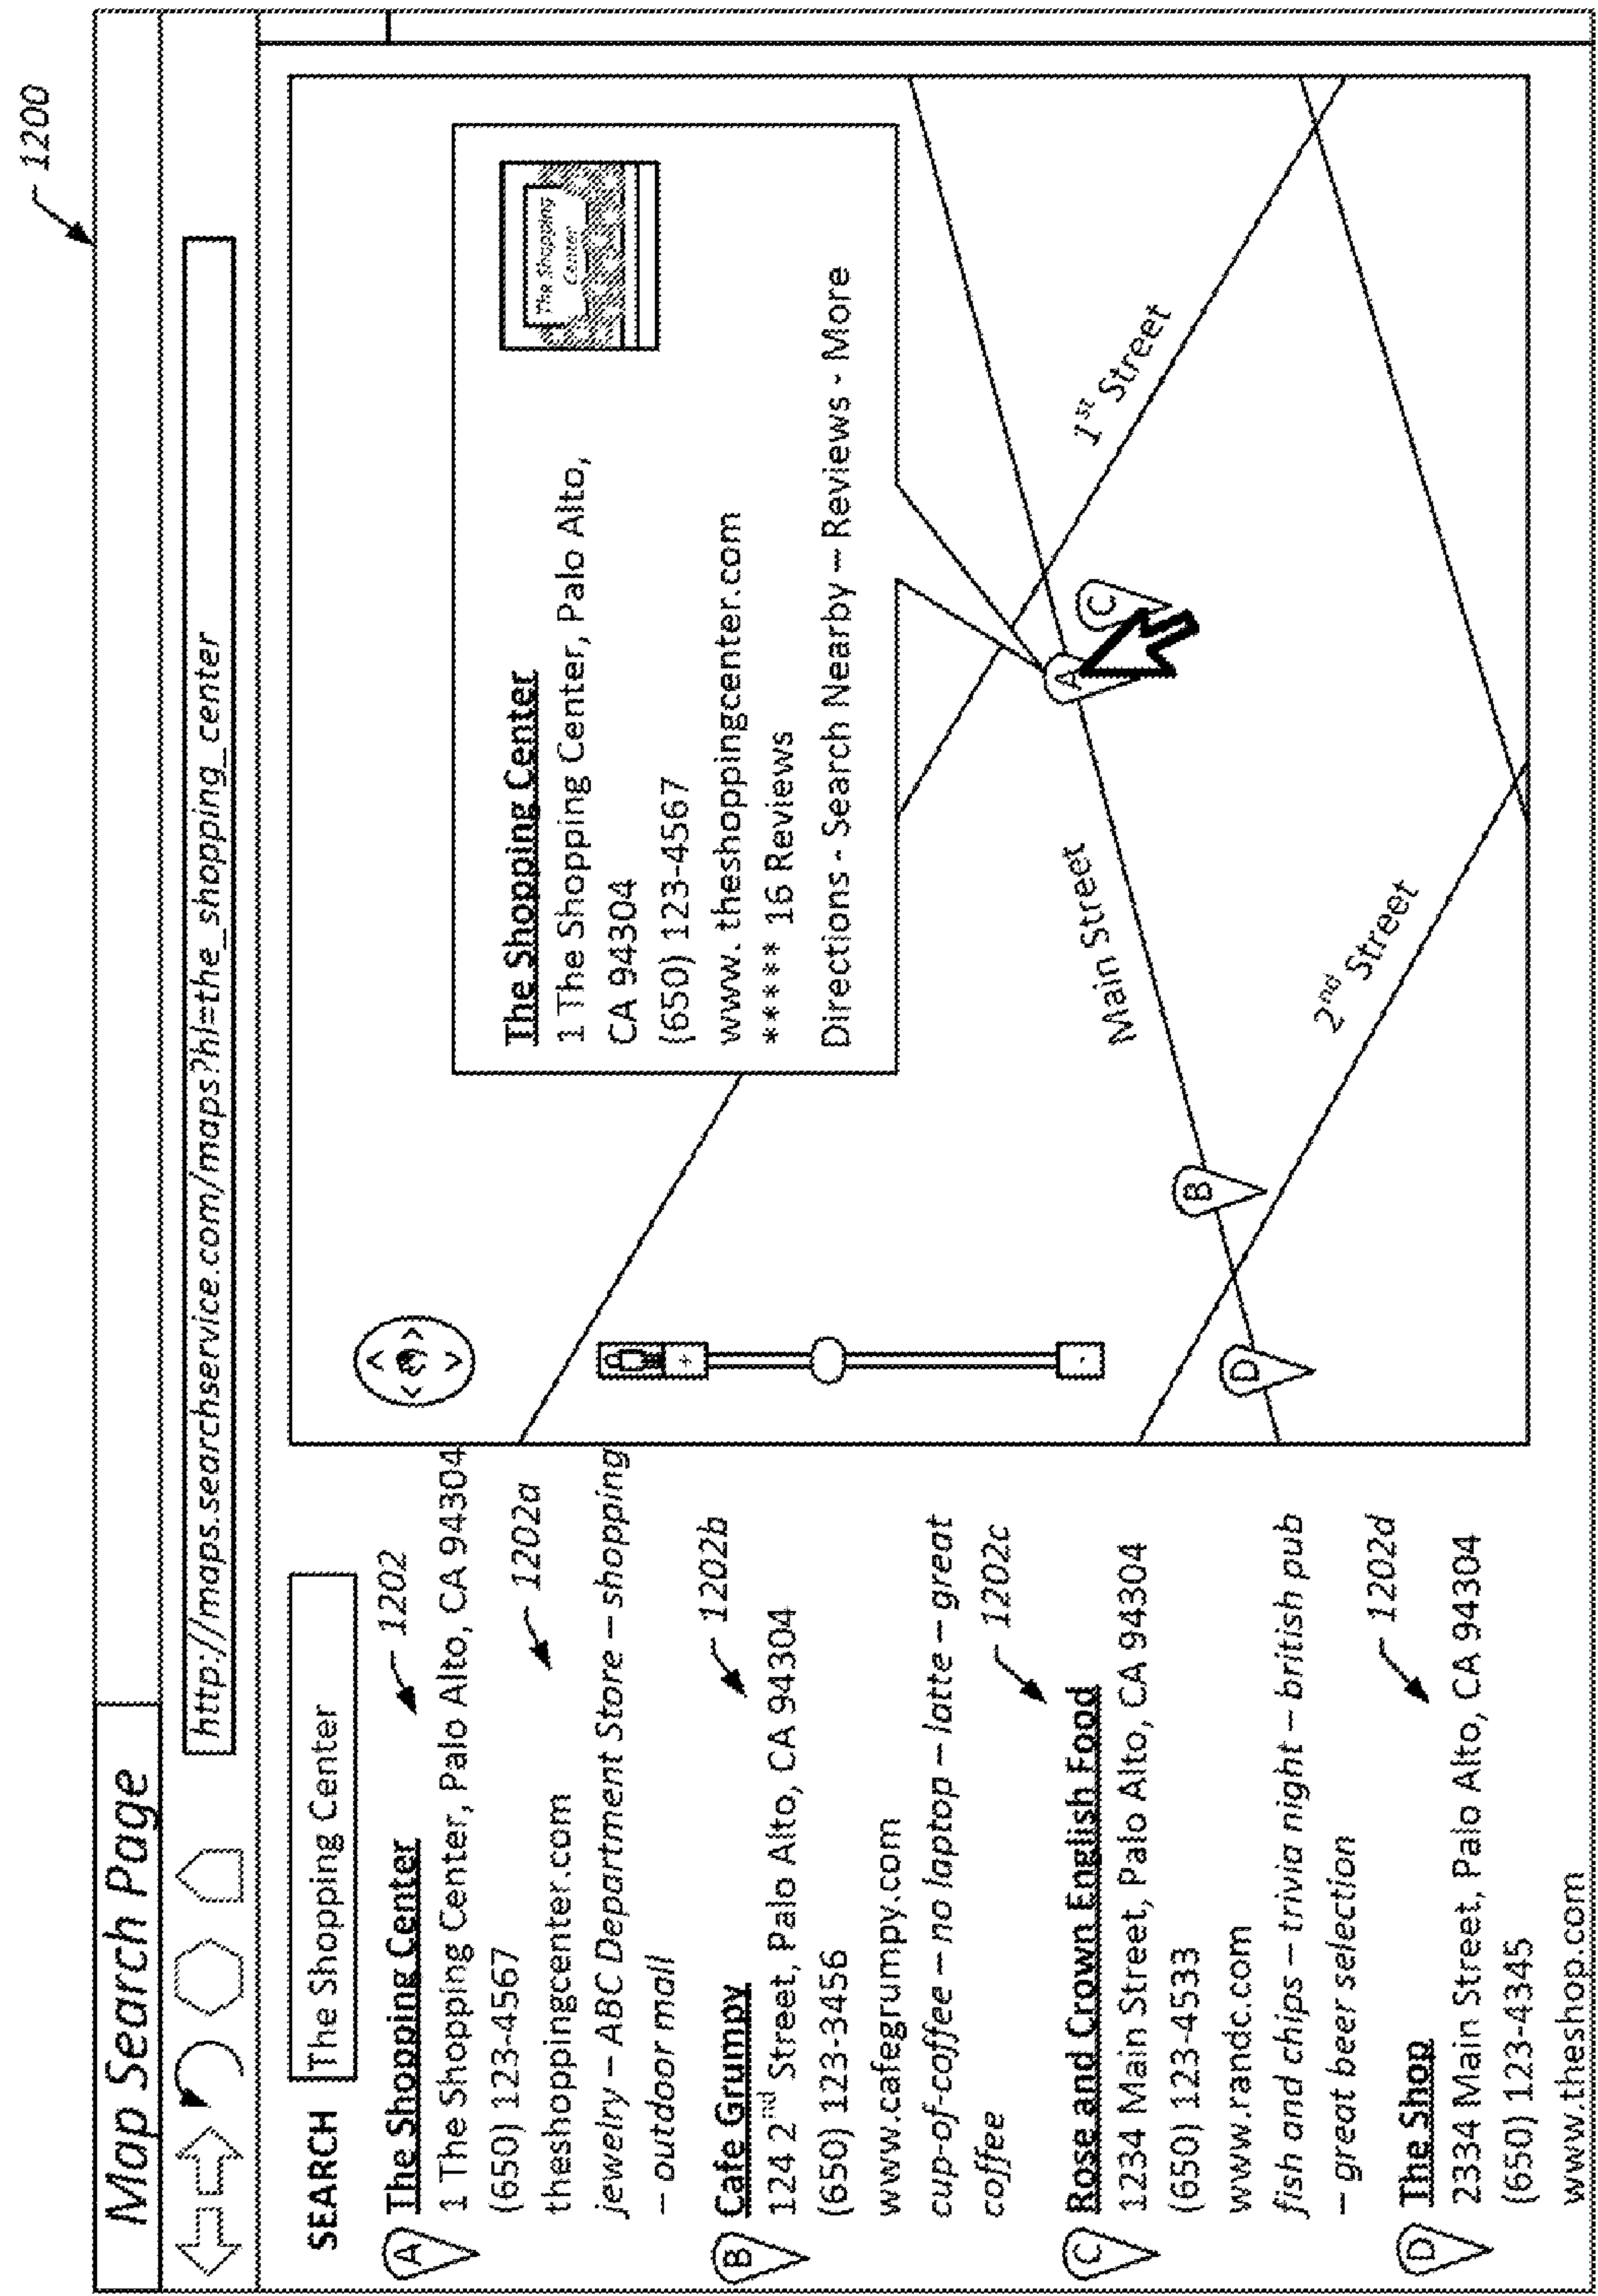 1200
Map Search Page
http://maps.searchservice.com/maps?hl=the_shopping_center
SEARCH The Shopping Center
A The Shopping Center
1202
1 The Shopping Center, Palo Alto, CA 94304
(650) 123-4567
1202a
theshoppingcenter.com
jewelry – ABC Department Store – shopping
– outdoor mall
B Cafe Grumpy
1202b
124 2nd Street, Palo Alto, CA 94304
(650) 123-3456
www.cafegrumpy.com
cup-of-coffee – no laptop – latte – great
coffee
1202c
C Rose and Crown English Food
1234 Main Street, Palo Alto, CA 94304
(650) 123-4533
www.randc.com
fish and chips – trivia night – british pub
– great beer selection
1202d
D The Shop
2334 Main Street, Palo Alto, CA 94304
(650) 123-4345
www.theshop.com
+
-
The Shopping Center
1 The Shopping Center, Palo Alto,
CA 94304
(650) 123-4567
www. theshoppingcenter.com
***** 16 Reviews
Directions - Search Nearby – Reviews - More
The Shopping
Center
1st Street
Main Street
2nd Street
A
C
B
D